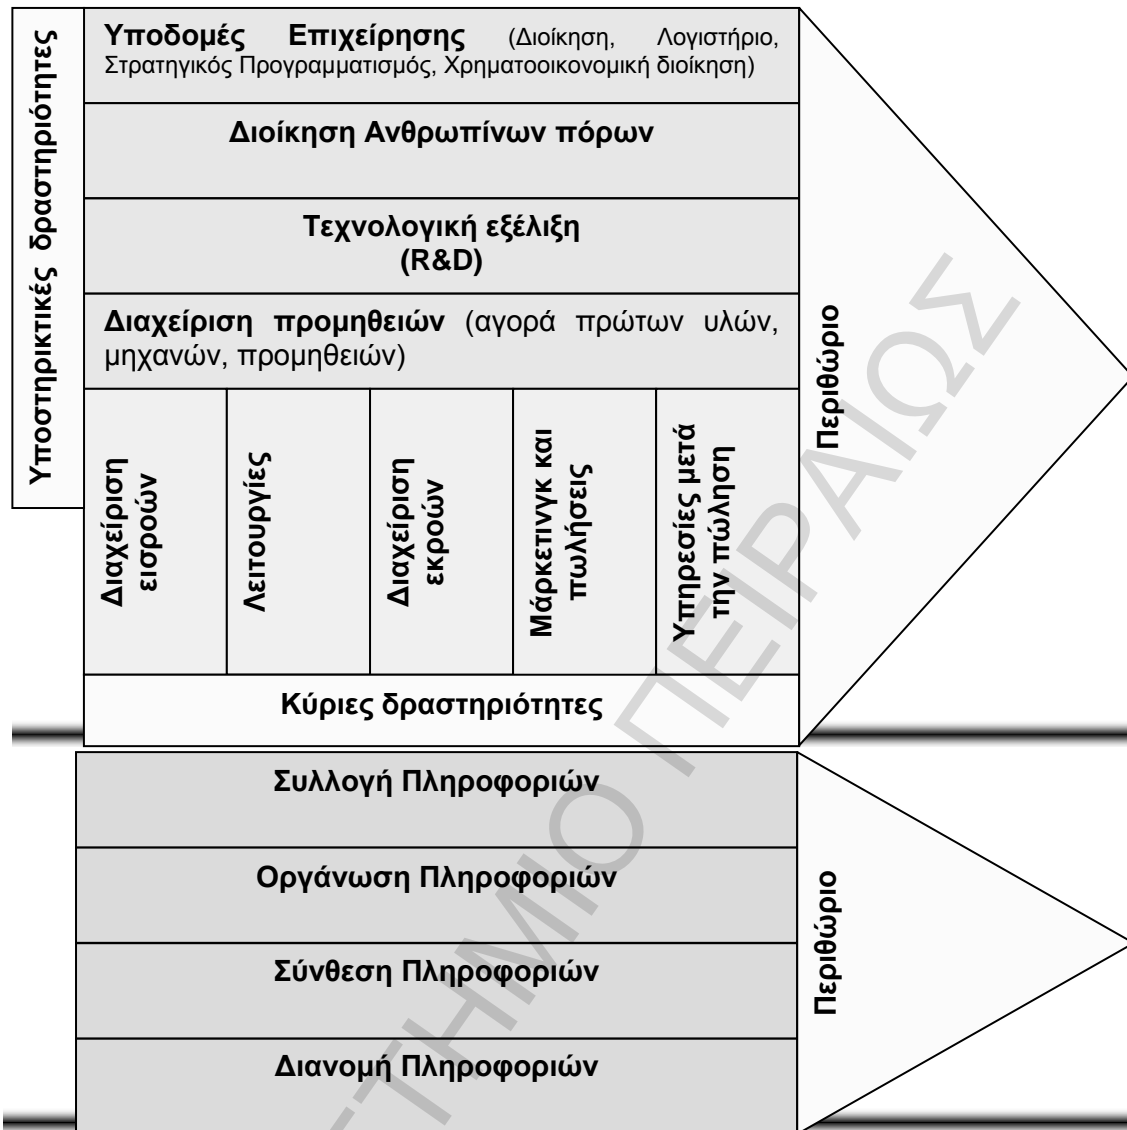 Υποστηρικτικές δραστηριότητες
Υποδομές Επιχείρησης (Διοίκηση, Λογιστήριο,
Στρατηγικός Προγραμματισμός, Χρηματοοικονομική διοίκηση)
Διοίκηση Ανθρωπίνων πόρων
Τεχνολογική εξέλιξη
(R&D)
Διαχείριση προμηθειών (αγορά πρώτων υλών,
μηχανών, προμηθειών)
Διαχείριση
εισροών
Λειτουργίες
Διαχείριση
εκροών
Μάρκετινγκ και
πωλήσεις
Υπηρεσίες μετά
την πώληση
Κύριες δραστηριότητες
Περιθώριο
Συλλογή Πληροφοριών
Οργάνωση Πληροφοριών
Σύνθεση Πληροφοριών
Διανομή Πληροφοριών
Περιθώριο
ΣΤΗΜΙΟ ΠΕΙΡΑΙΩΣ